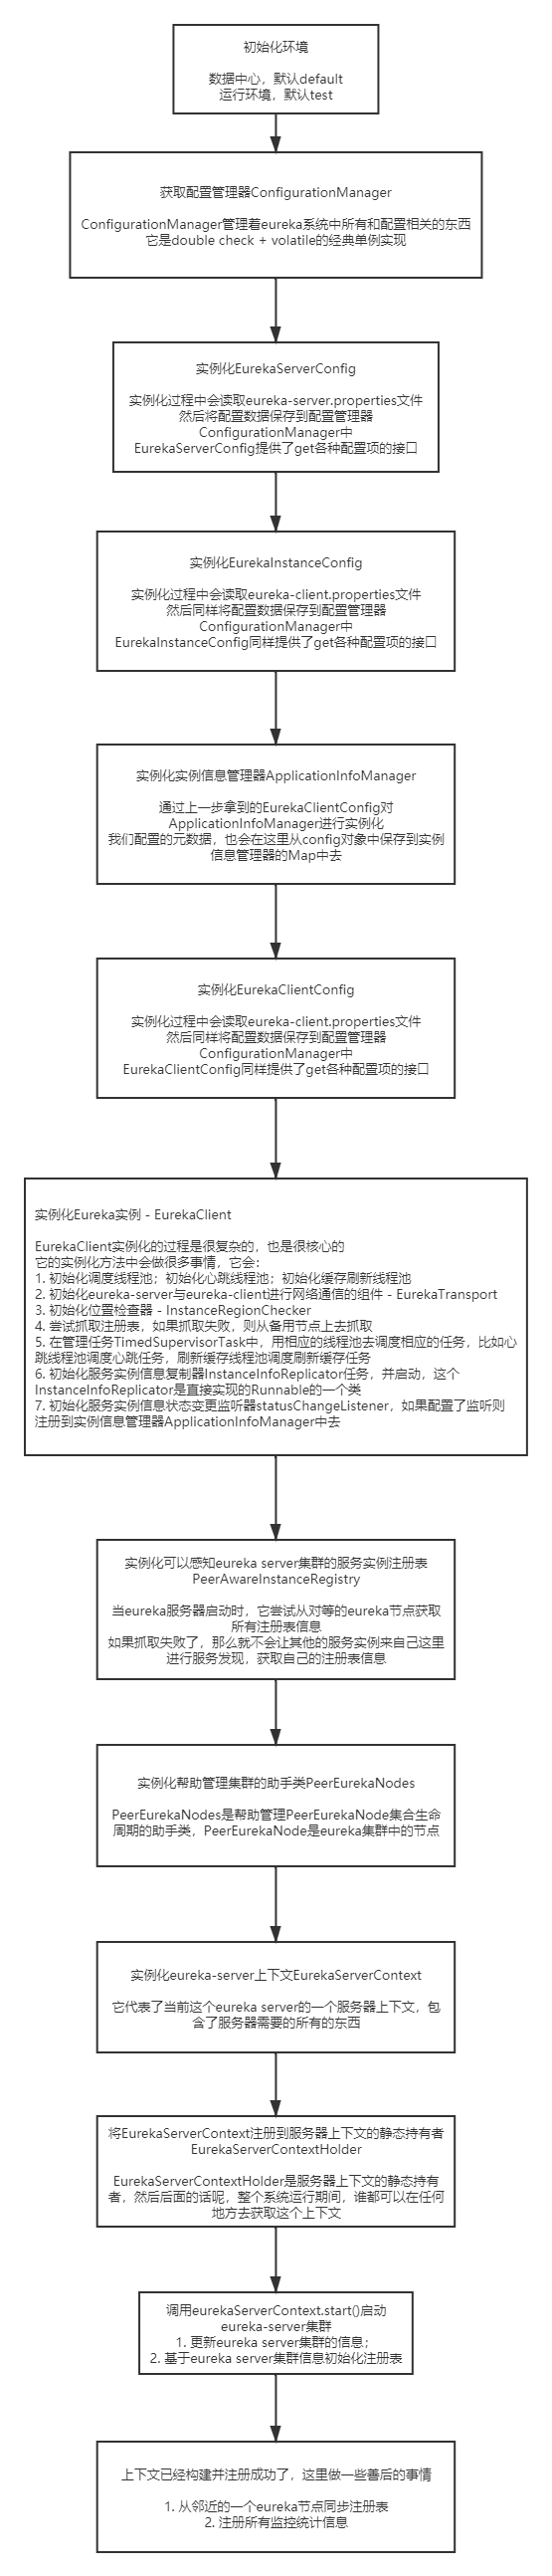 初始化环境
数据中心，默认default
运行环境，默认test
获取配置管理器ConfigurationManager
ConfigurationManager管理着eureka系统中所有和配置相关的东西
它是double check + volatile的经典单例实现
实例化EurekaServerConfig
实例化过程中会读取eureka-server.properties文件
然后将配置数据保存到配置管理器
ConfigurationManager中
EurekaServerConfig提供了get各种配置项的接口
实例化EurekaInstanceConfig
实例化过程中会读取eureka-client.properties文件
然后同样将配置数据保存到配置管理器
ConfigurationManager中
EurekaInstanceConfig同样提供了get各种配置项的接口
实例化实例信息管理器ApplicationInfoManager
通过上一步拿到的EurekaClientConfig对
ApplicationInfoManager进行实例化
我们配置的元数据，也会在这里从config对象中保存到实例
信息管理器的Map中去
实例化EurekaClientConfig
实例化过程中会读取eureka-client.properties文件
然后同样将配置数据保存到配置管理器
ConfigurationManager中
EurekaClientConfig同样提供了get各种配置项的接口
实例化Eureka实例 - EurekaClient
EurekaClient实例化的过程是很复杂的，也是很核心的
它的实例化方法中会做很多事情，它会：
1. 初始化调度线程池；初始化心跳线程池；初始化缓存刷新线程池
2. 初始化eureka-server与eureka-client进行网络通信的组件 - EurekaTransport
3. 初始化位置检查器 - InstanceRegionChecker
4. 尝试抓取注册表，如果抓取失败，则从备用节点上去抓取
5. 在管理任务TimedSupervisorTask中，用相应的线程池去调度相应的任务，比如心
跳线程池调度心跳任务，刷新缓存线程池调度刷新缓存任务
6. 初始化服务实例信息复制器InstanceInfoReplicator任务，并启动，这个
InstanceInfoReplicator是直接实现的Runnable的一个类
7. 初始化服务实例信息状态变更监听器statusChangeListener，如果配置了监听则
注册到实例信息管理器ApplicationInfoManager中去
实例化可以感知eureka server集群的服务实例注册表
PeerAwareInstanceRegistry
当eureka服务器启动时，它尝试从对等的eureka节点获取
所有注册表信息
如果抓取失败了，那么就不会让其他的服务实例来自己这里
进行服务发现，获取自己的注册表信息
实例化帮助管理集群的助手类PeerEurekaNodes
PeerEurekaNodes是帮助管理PeerEurekaNode集合生命
周期的助手类，PeerEurekaNode是eureka集群中的节点
实例化eureka-server上下文EurekaServerContext
它代表了当前这个eureka server的一个服务器上下文，包
含了服务器需要的所有的东西
将EurekaServerContext注册到服务器上下文的静态持有者
EurekaServerContextHolder
EurekaServerContextHolder是服务器上下文的静态持有
者，然后后面的话呢，整个系统运行期间，谁都可以在任何
地方去获取这个上下文
调用eurekaServerContext.start()启动
eureka-server集群
1. 更新eureka server集群的信息；
2. 基于eureka server集群信息初始化注册表
上下文已经构建并注册成功了，这里做一些善后的事情
1. 从邻近的一个eureka节点同步注册表
2. 注册所有监控统计信息